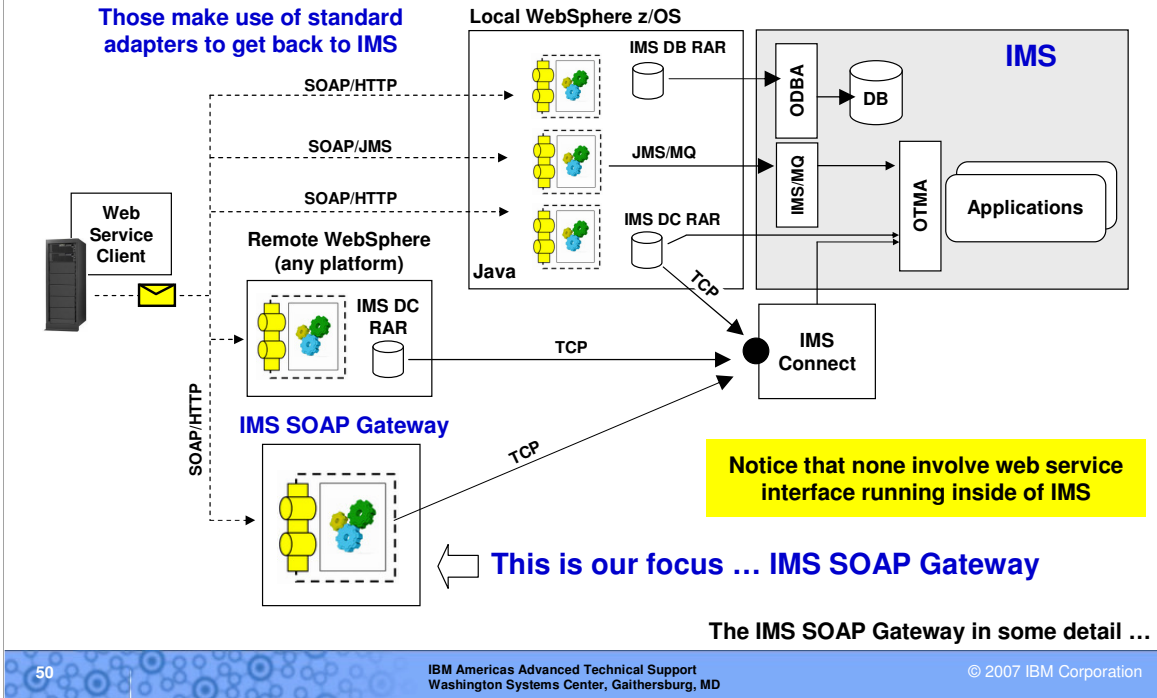 Those make use of standard
adapters to get back to IMS
Local WebSphere z/OS
IMS DB RAR
IMS
SOAP/HTTP
ODBA
DB
SOAP/JMS
JMS/MQ
IMS/MQ
SOAP/HTTP
IMS DC RAR
OTMA
Applications
Web
Service
Client
Remote WebSphere
(any platform)
Java
TCP
IMS DC
RAR
TCP
IMS
Connect
SOAP/HTTP
IMS SOAP Gateway
TCP
Notice that none involve web service
interface running inside of IMS
This is our focus … IMS SOAP Gateway
The IMS SOAP Gateway in some detail …
50
IBM Americas Advanced Technical Support
Washington Systems Center, Gaithersburg, MD
© 2007 IBM Corporation